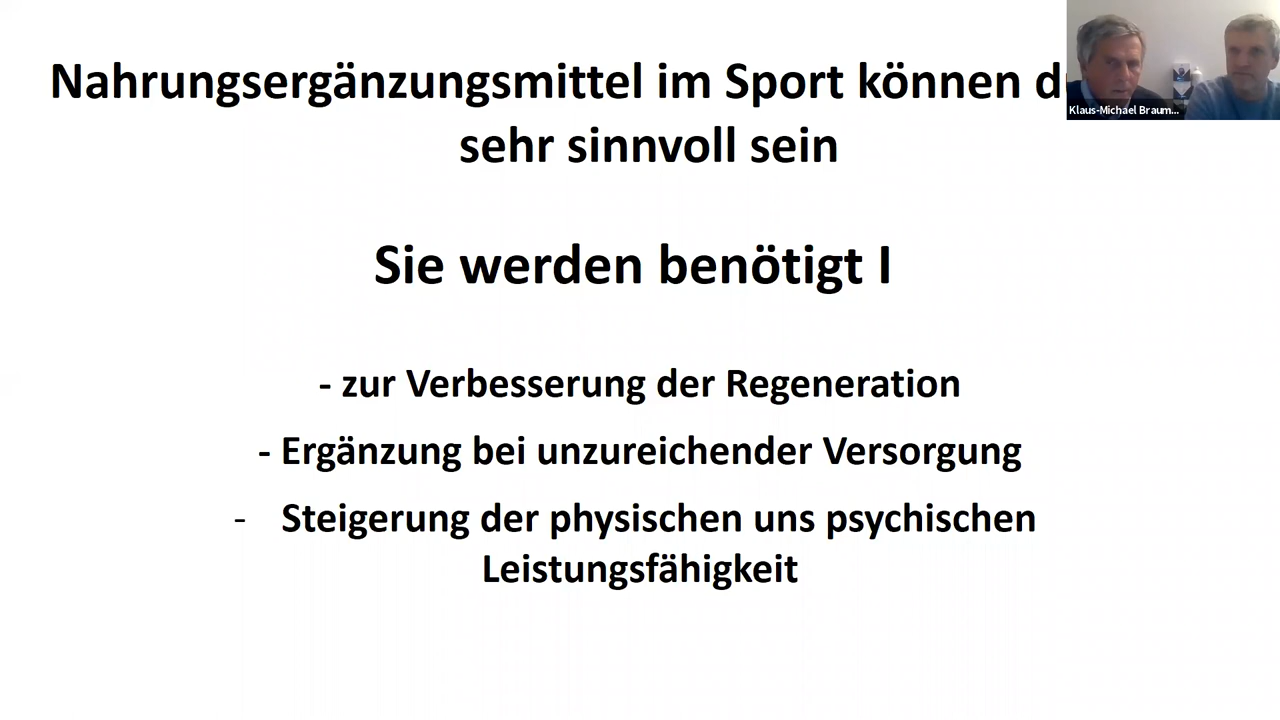 Nahrungsergänzungsmittel im Sport können
sehr sinnvoll sein
Klaus-Michael Braum...
Sie werden benötigt I
- zur Verbesserung der Regeneration
- Ergänzung bei unzureichender Versorgung
- Steigerung der physischen uns psychischen
Leistungsfähigkeit